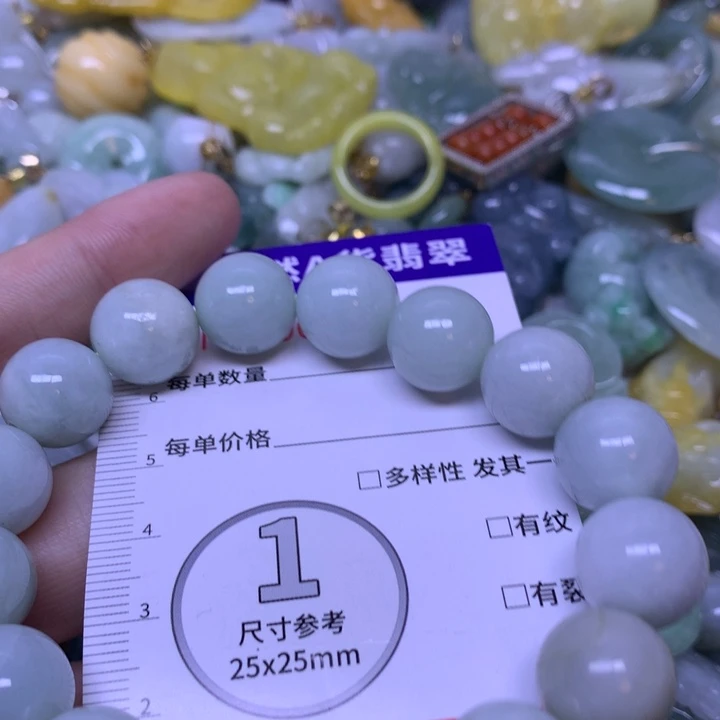 然A货翡翠
每单数量
每单价格
□多样性 发其一
□有纹
□有裂
6
5
4
3
2
1
尺寸参考
25x25mm